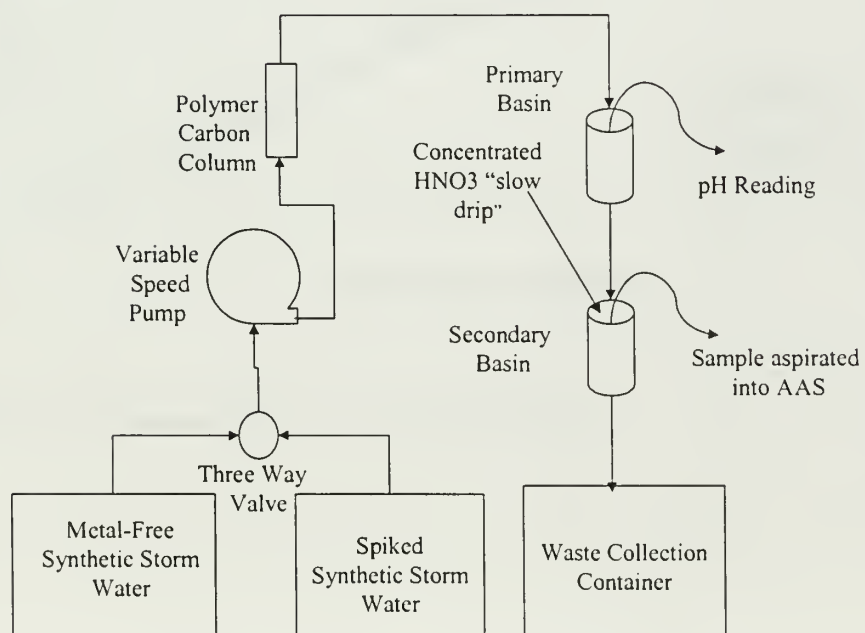 Polymer
Carbon
Column
Primary
Basin
Concentrated
HNO3 “slow
drip”
pH Reading
Variable
Speed
Pump
Secondary
Basin
Sample aspirated
into AAS
Three Way
Valve
Metal-Free
Synthetic Storm
Water
Spiked
Synthetic Storm
Water
Waste Collection
Container